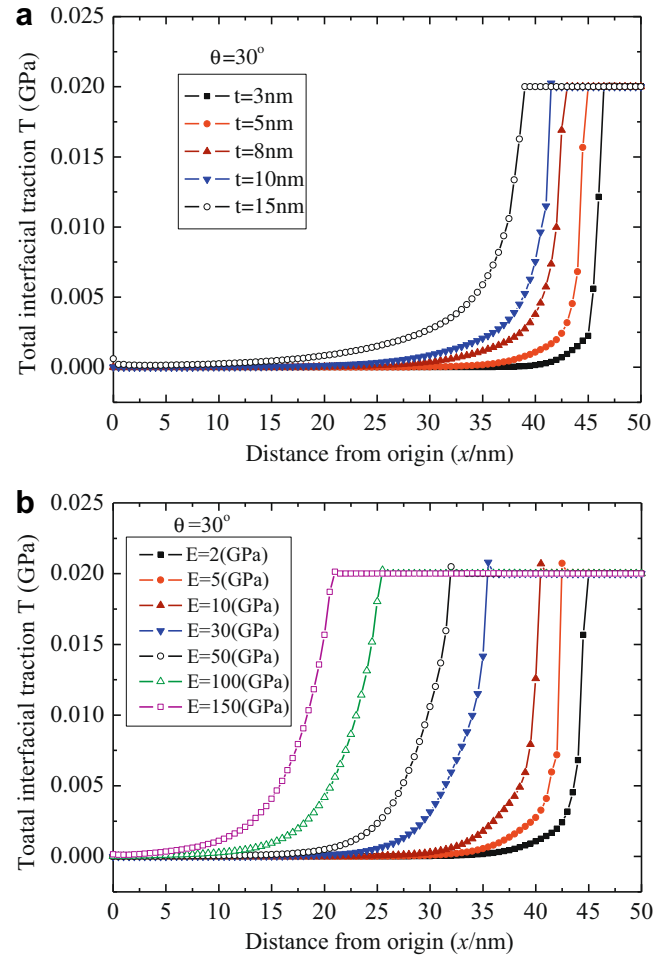 a
θ=30°
t=3nm
t=5nm
t=8nm
t=10nm
t=15nm
Total interfacial traction T (GPa)
0.025
0.020
0.015
0.010
0.005
0.000
0 5 10 15 20 25 30 35 40 45 50
Distance from origin (x/nm)
b
θ=30°
E=2(GPa)
E=5(GPa)
E=10(GPa)
E=30(GPa)
E=50(GPa)
E=100(GPa)
E=150(GPa)
Toatal interfacial traction T (GPa)
0.025
0.020
0.015
0.010
0.005
0.000
0 5 10 15 20 25 30 35 40 45 50
Distance from origin (x/nm)